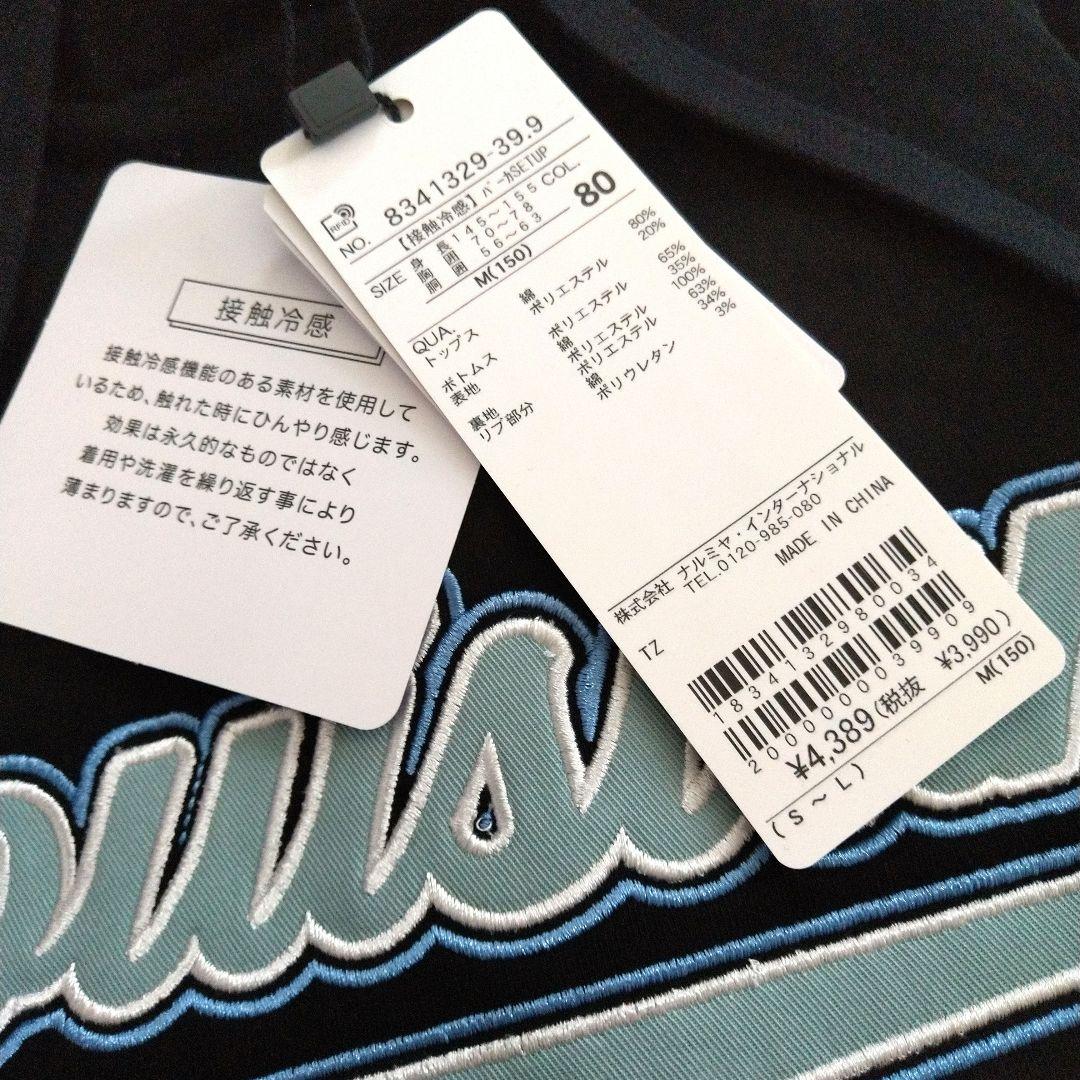 接触冷感
接触冷感機能のある素材を使用して
いるため、触れた時にひんやり感じます。
効果は永久的なものではなく
着用や洗濯を繰り返す事により
薄まりますので、ご了承ください。
RFID
NO. 8341329-39.9
【接触冷感】パーカSETUP
SIZE 身長 145～155 COL.
胸囲 70～78 80
胴囲 56～63
M(150)
QUA.
トップス 綿 80%
ポリエステル 20%
ボトムス
表地 綿 65%
ポリエステル 35%
裏地 ポリエステル 100%
リブ部分 綿 63%
ポリエステル 34%
ポリウレタン 3%
株式会社 ナルミヤ・インターナショナル
TEL.0120-985-080
MADE IN CHINA
TZ
1834132980034
2000000039909
¥4,389(税抜 ¥3,990)
(S～L) M(150)